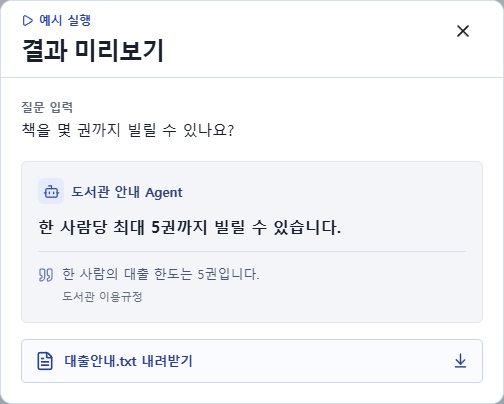 예시 실행
결과 미리보기
질문 입력
책을 몇 권까지 빌릴 수 있나요?
도서관 안내 Agent
한 사람당 최대 5권까지 빌릴 수 있습니다.
한 사람의 대출 한도는 5권입니다.
도서관 이용규정
대출안내.txt 내려받기